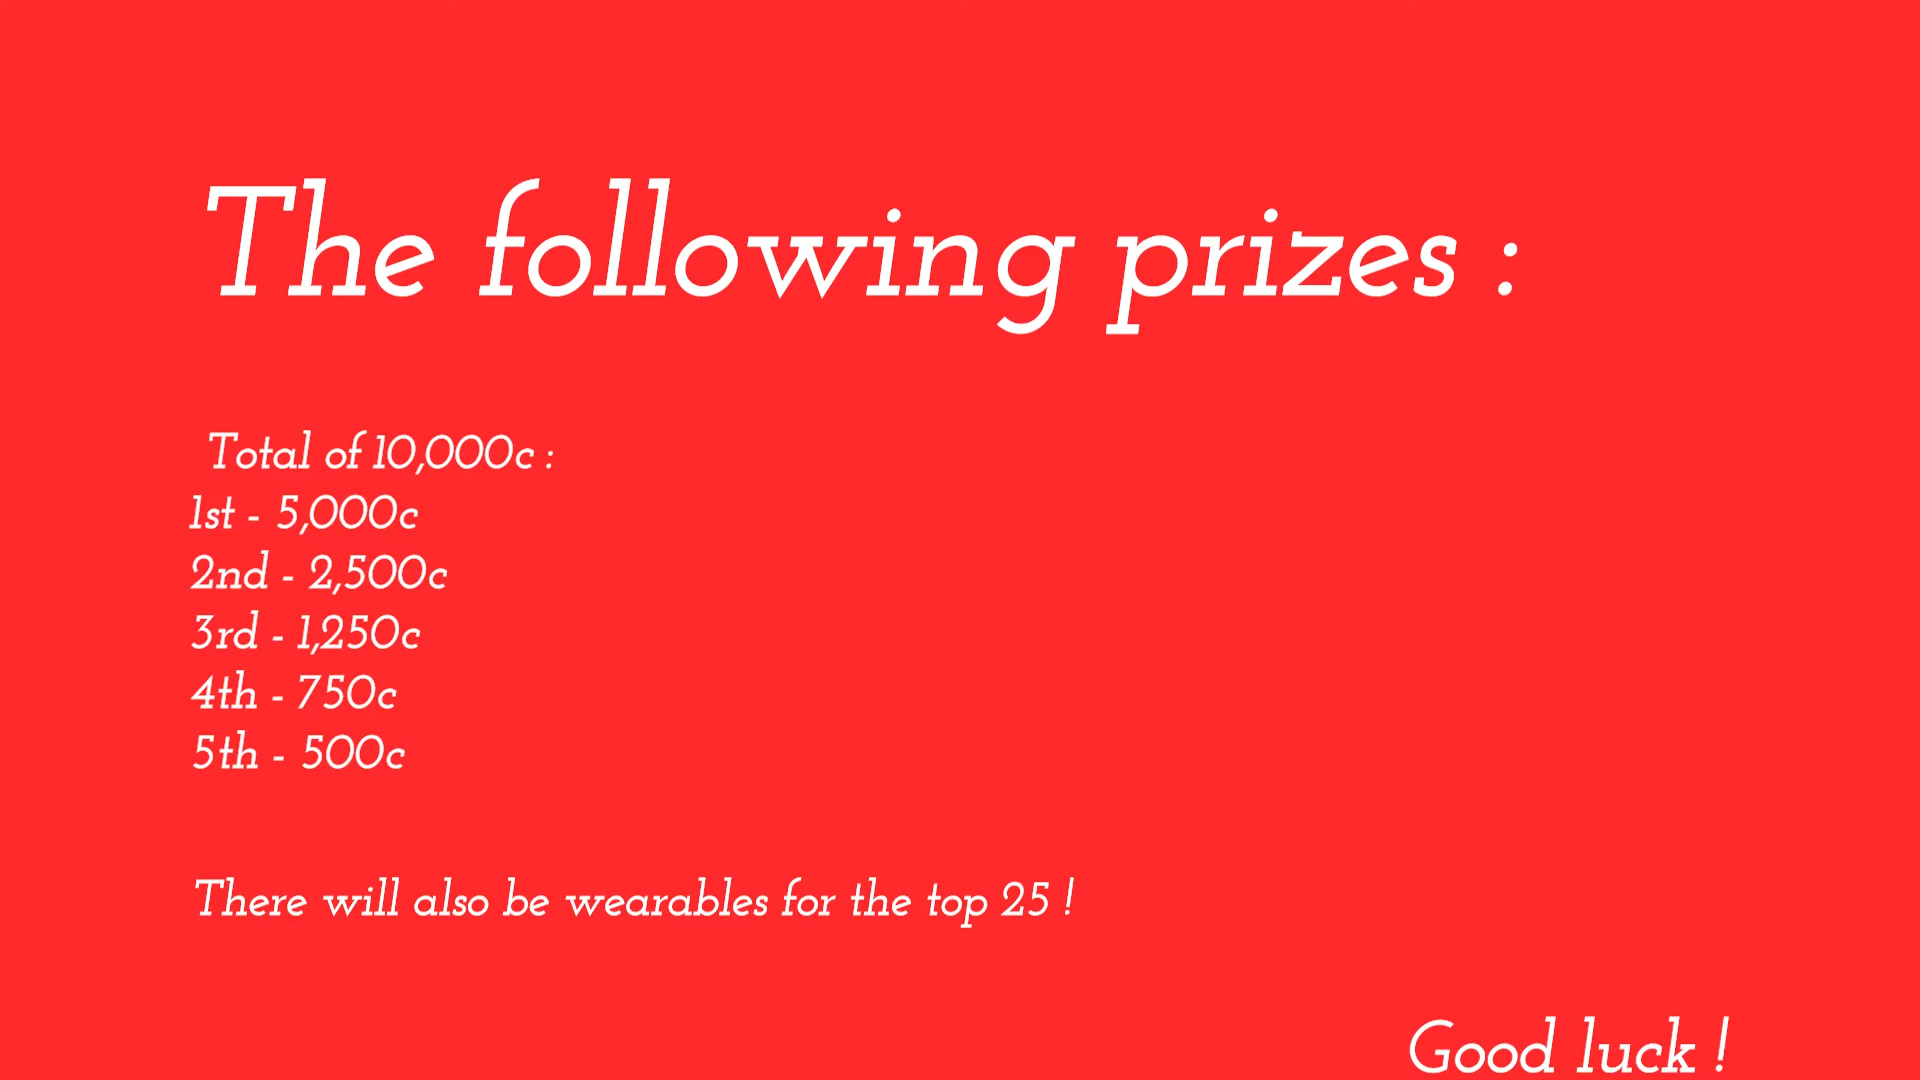 The following prizes :
Total of 10,000c :
1st - 5,000c
2nd - 2,500c
3rd - 1,250c
4th - 750c
5th - 500c
There will also be wearables for the top 25 !
Good luck !